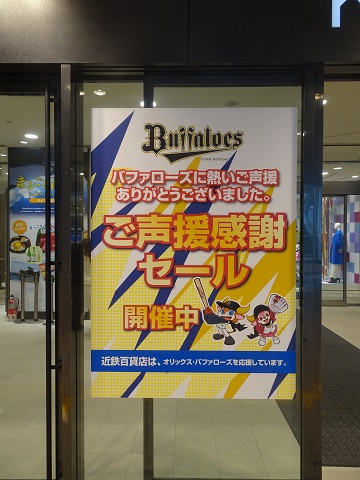 Buffaloes
ORIX BUFFALOES
バファローズに熱いご声援
ありがとうございました。
ご声援感謝
セール
開催中
近鉄百貨店は、オリックス・バファローズを応援しています。